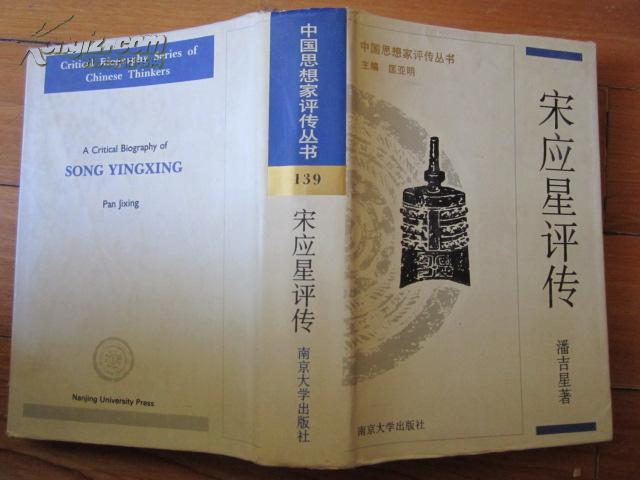 Critical Biography Series of
Chinese Thinkers
A Critical Biography of
SONG YINGXING
Pan Jixing
Nanjing University Press
中国思想家评传丛书
139
宋应星评传
南京大学出版社
中国思想家评传丛书
主编 匡亚明
宋应星评传
潘吉星著
南京大学出版社